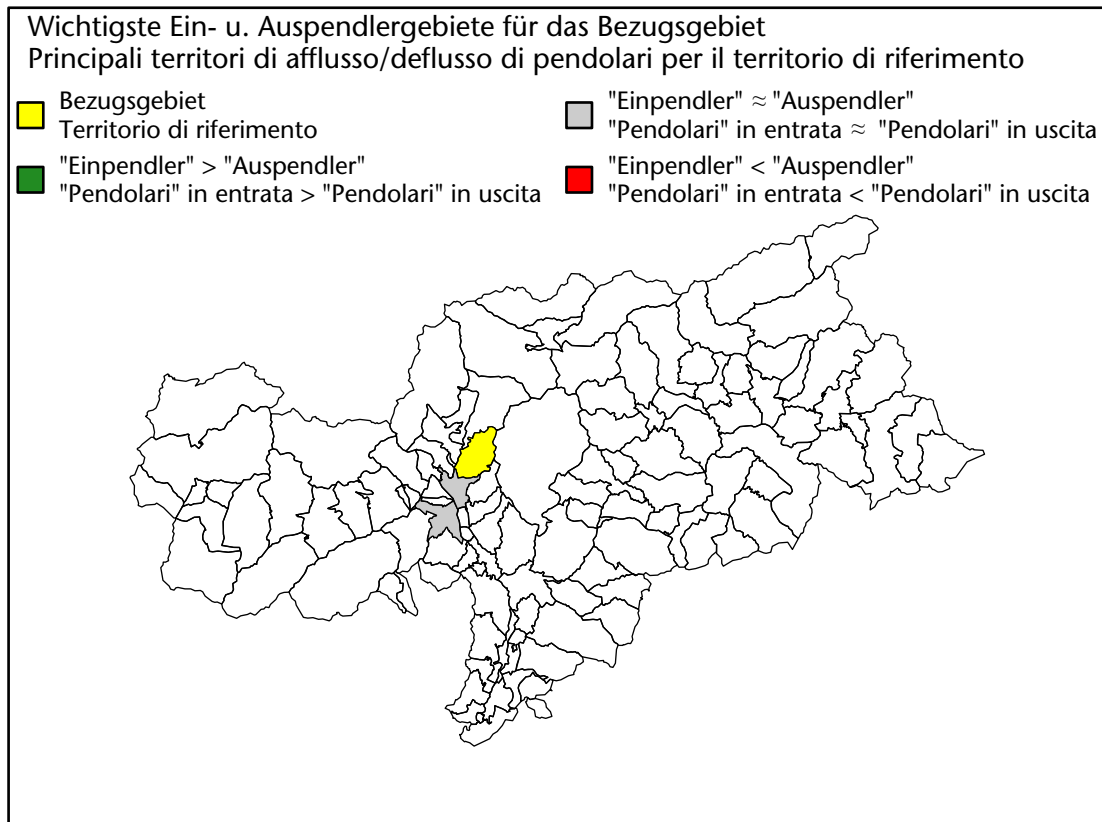 Wichtigste Ein- u. Auspendlergebiete für das Bezugsgebiet
Principali territori di afflusso/deflusso di pendolari per il territorio di riferimento
Bezugsgebiet
Territorio di riferimento
"Einpendler" > "Auspendler"
"Pendolari" in entrata > "Pendolari" in uscita
"Einpendler" ≈ "Auspendler"
"Pendolari" in entrata ≈ "Pendolari" in uscita
"Einpendler" < "Auspendler"
"Pendolari" in entrata < "Pendolari" in uscita